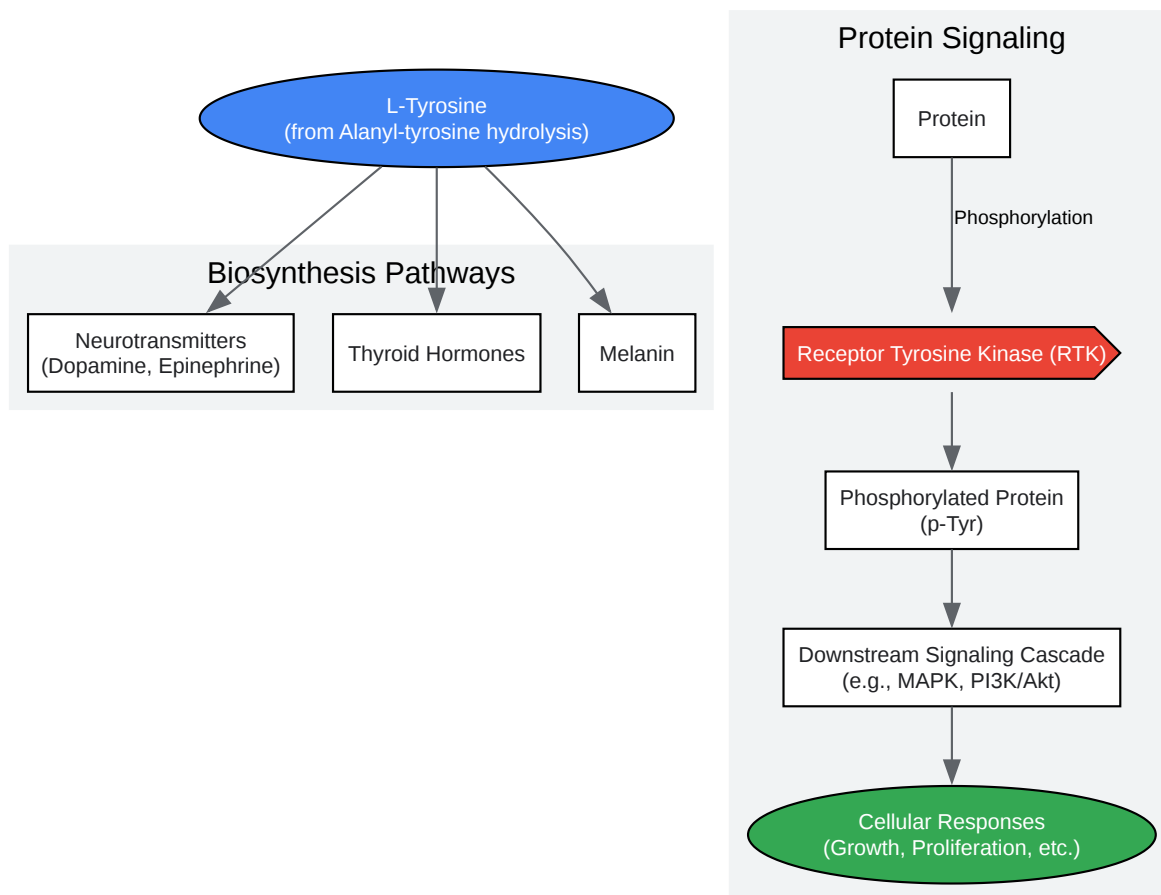 L-Tyrosine
(from Alanyl-tyrosine hydrolysis)
Biosynthesis Pathways
Neurotransmitters
(Dopamine, Epinephrine)
Thyroid Hormones
Melanin
Protein Signaling
Protein
Phosphorylation
Receptor Tyrosine Kinase (RTK)
Phosphorylated Protein
(p-Tyr)
Downstream Signaling Cascade
(e.g., MAPK, PI3K/Akt)
Cellular Responses
(Growth, Proliferation, etc.)